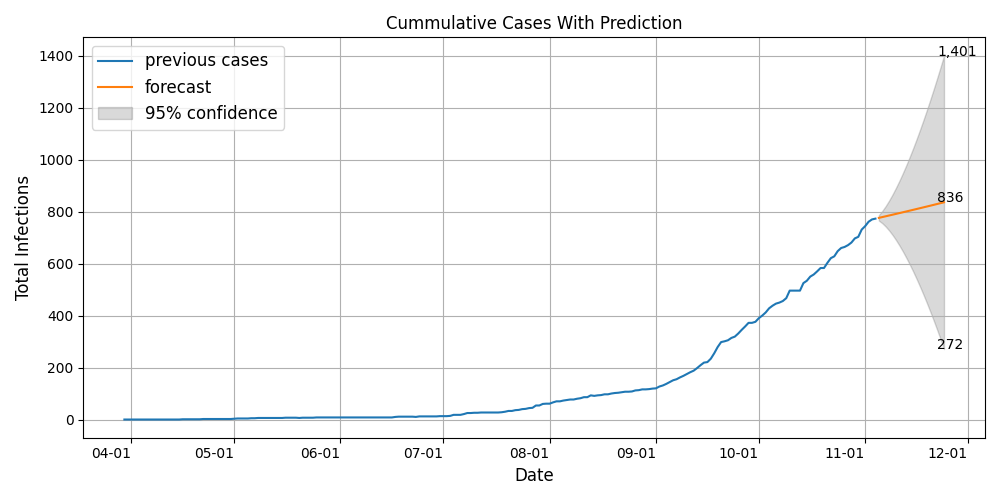 Cummulative Cases With Prediction
previous cases
forecast
95% confidence
1,401
836
272
Total Infections
1400
1200
1000
800
600
400
200
0
04-01 05-01 06-01 07-01 08-01 09-01 10-01 11-01 12-01
Date